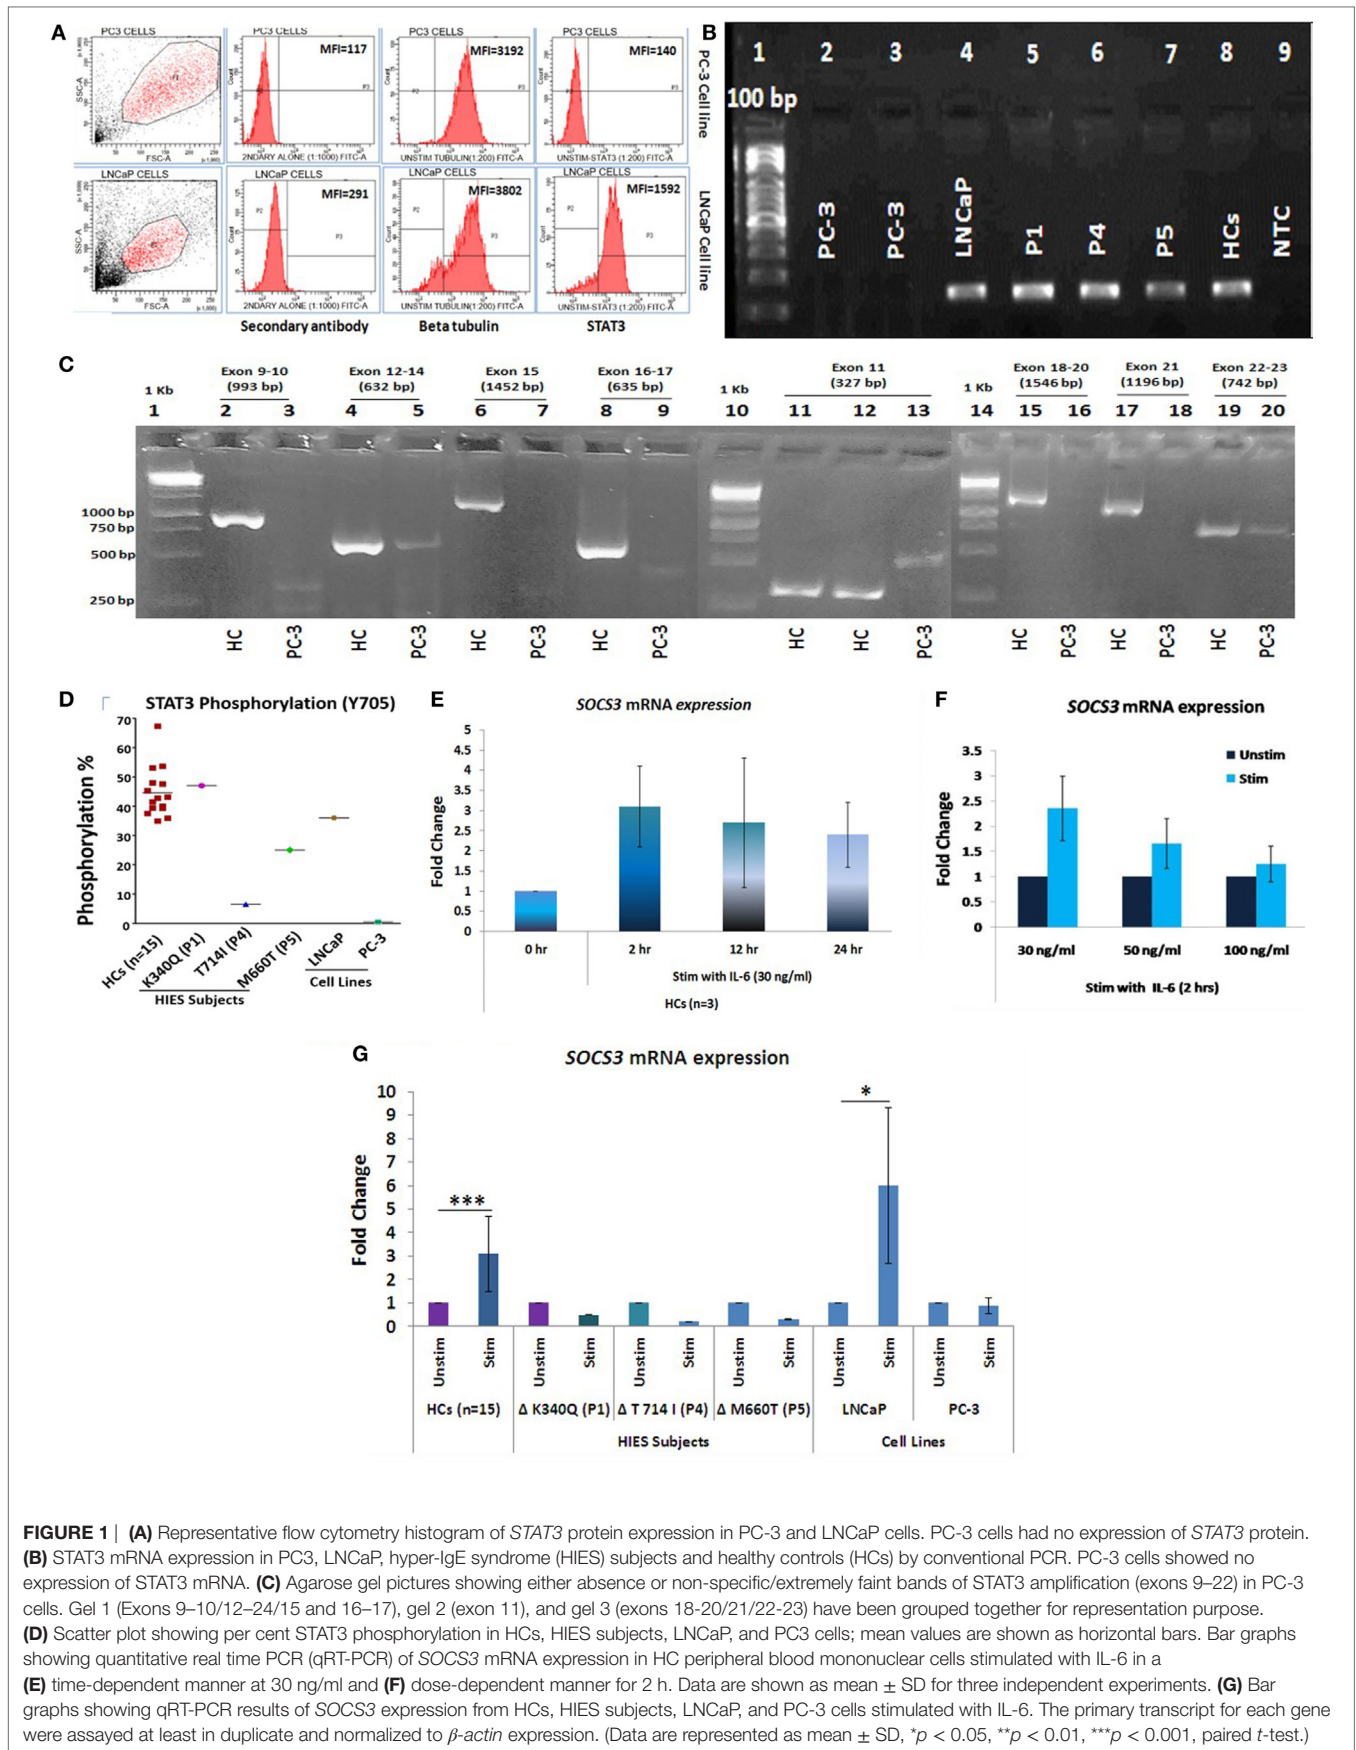 A
PC3 CELLS
PC3 CELLS
PC3 CELLS
PC3 CELLS
MFI=117
MFI=3192
MFI=140
SSC-A
Count
P1
P2
P3
FSC-A
2NDARY ALONE (1:1000) FITC-A
UNSTIM TUBULIN(1:200) FITC-A
UNSTIM-STAT3 (1:200) FITC-A
PC-3 Cell line
LNCaP CELLS
LNCaP CELLS
LNCaP CELLS
LNCaP CELLS
MFI=291
MFI=3802
MFI=1592
SSC-A
Count
P2
P3
FSC-A
2NDARY ALONE (1:1000) FITC-A
UNSTIM TUBULIN(1:200) FITC-A
UNSTIM-STAT3 (1:200) FITC-A
LNCaP Cell line
Secondary antibody
Beta tubulin
STAT3
B
1 2 3 4 5 6 7 8 9
100 bp
PC-3
PC-3
LNCaP
P1
P4
P5
HCs
NTC
C
Exon 9-10 Exon 12-14 Exon 15 Exon 16-17 Exon 11 Exon 18-20 Exon 21 Exon 22-23
1 Kb (993 bp) (632 bp) (1452 bp) (635 bp) 1 Kb (327 bp) 1 Kb (1546 bp) (1196 bp) (742 bp)
1 2 3 4 5 6 7 8 9 10 11 12 13 14 15 16 17 18 19 20
1000 bp
750 bp
500 bp
250 bp
HC PC-3 HC PC-3 HC PC-3 HC PC-3 HC HC PC-3 HC PC-3 HC PC-3 HC PC-3
D
STAT3 Phosphorylation (Y705)
Phosphorylation %
70
60
50
40
30
20
10
0
HCs (n=15)
K340Q (P1)
T714I (P4)
M660T (P5)
LNCaP
PC-3
HIES Subjects
Cell Lines
E
SOCS3 mRNA expression
Fold Change
5
4.5
4
3.5
3
2.5
2
1.5
1
0.5
0
0 hr 2 hr 12 hr 24 hr
Stim with IL-6 (30 ng/ml)
HCs (n=3)
F
SOCS3 mRNA expression
Fold Change
3.5
3
2.5
2
1.5
1
0.5
0
Unstim
Stim
30 ng/ml 50 ng/ml 100 ng/ml
Stim with IL-6 (2 hrs)
G
SOCS3 mRNA expression
Fold Change
10
9
8
7
6
5
4
3
2
1
0
***
*
Unstim Stim Unstim Stim Unstim Stim Unstim Stim Unstim Stim Unstim Stim
HCs (n=15) Δ K340Q (P1) Δ T 714 I (P4) Δ M660T (P5) LNCaP PC-3
HIES Subjects Cell Lines
FIGURE 1 | (A) Representative flow cytometry histogram of STAT3 protein expression in PC-3 and LNCaP cells. PC-3 cells had no expression of STAT3 protein.
(B) STAT3 mRNA expression in PC3, LNCaP, hyper-IgE syndrome (HIES) subjects and healthy controls (HCs) by conventional PCR. PC-3 cells showed no
expression of STAT3 mRNA. (C) Agarose gel pictures showing either absence or non-specific/extremely faint bands of STAT3 amplification (exons 9–22) in PC-3
cells. Gel 1 (Exons 9–10/12–24/15 and 16–17), gel 2 (exon 11), and gel 3 (exons 18-20/21/22-23) have been grouped together for representation purpose.
(D) Scatter plot showing per cent STAT3 phosphorylation in HCs, HIES subjects, LNCaP, and PC3 cells; mean values are shown as horizontal bars. Bar graphs
showing quantitative real time PCR (qRT-PCR) of SOCS3 mRNA expression in HC peripheral blood mononuclear cells stimulated with IL-6 in a
(E) time-dependent manner at 30 ng/ml and (F) dose-dependent manner for 2 h. Data are shown as mean ± SD for three independent experiments. (G) Bar
graphs showing qRT-PCR results of SOCS3 expression from HCs, HIES subjects, LNCaP, and PC-3 cells stimulated with IL-6. The primary transcript for each gene
were assayed at least in duplicate and normalized to β-actin expression. (Data are represented as mean ± SD, *p < 0.05, **p < 0.01, ***p < 0.001, paired t-test.)